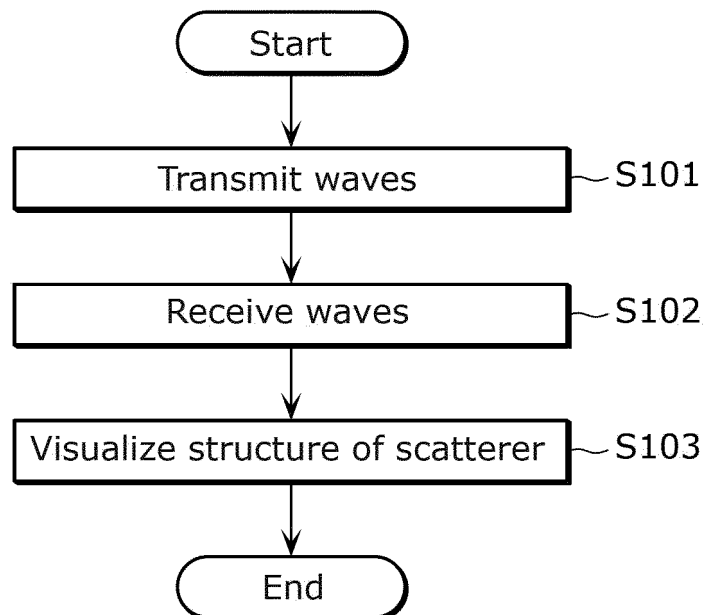 Start
Transmit waves
S101
Receive waves
S102
Visualize structure of scatterer
S103
End